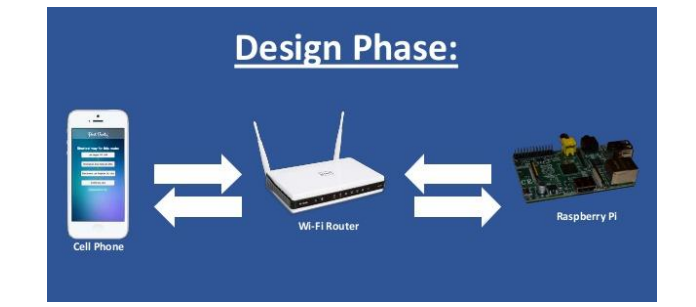 Design Phase:
Cell Phone
Wi-Fi Router
Raspberry Pi